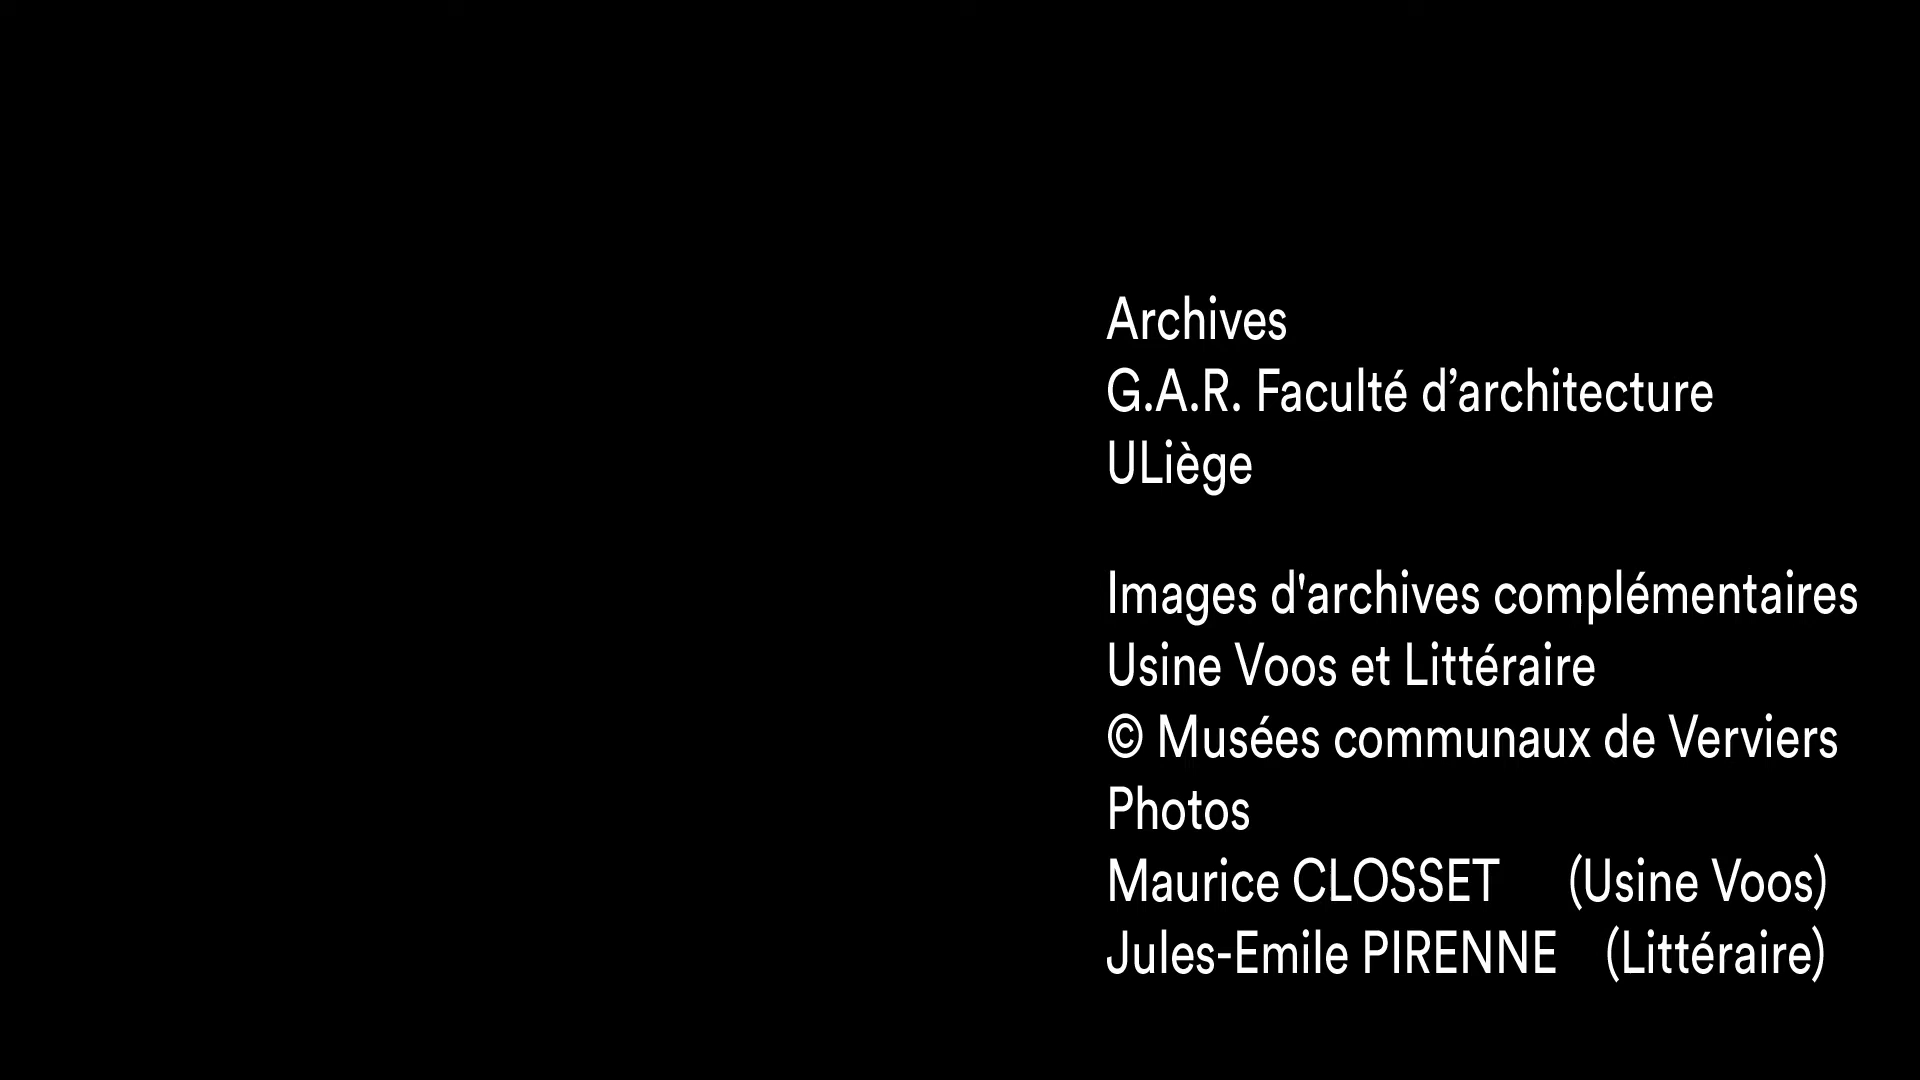 Archives
G.A.R. Faculté d’architecture
ULiège
Images d'archives complémentaires
Usine Voos et Littéraire
© Musées communaux de Verviers
Photos
Maurice CLOSSET (Usine Voos)
Jules-Emile PIRENNE (Littéraire)